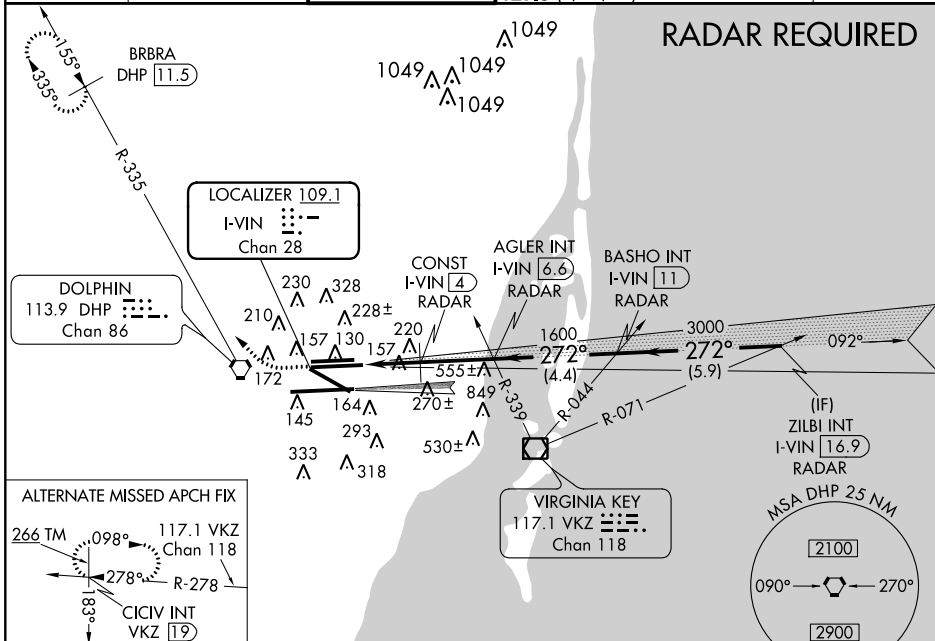 1049
RADAR REQUIRED
1049
1049
1049
155°
335°
BRBRA
DHP 11.5
R-335
LOCALIZER 109.1
I-VIN
Chan 28
DOLPHIN
113.9 DHP
Chan 86
230
328
210
228±
157
130
157
220
172
CONST
I-VIN 4
RADAR
AGLER INT
I-VIN 6.6
RADAR
BASHO INT
I-VIN 11
RADAR
1600
3000
272°
272°
092°
(4.4)
(5.9)
555±
849
270±
145
164
293
530±
333
318
R-339
R-044
R-071
(IF)
ZILBI INT
I-VIN 16.9
RADAR
VIRGINIA KEY
117.1 VKZ
Chan 118
ALTERNATE MISSED APCH FIX
266 TM
098°
117.1 VKZ
Chan 118
278°
R-278
183°
CICIV INT
VKZ 19
MSA DHP 25 NM
2100
090°
270°
2900